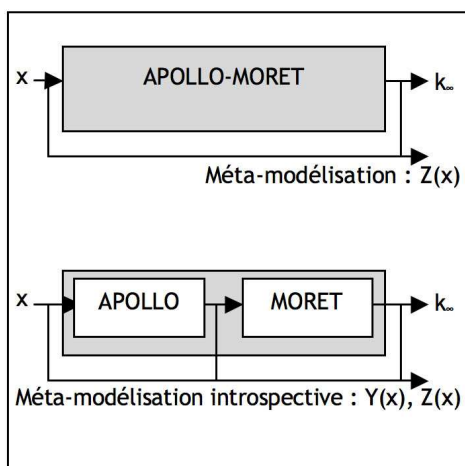 x APOLLO-MORET k∞
Méta-modélisation : Z(x)
x APOLLO MORET k∞
Méta-modélisation introspective : Y(x), Z(x)